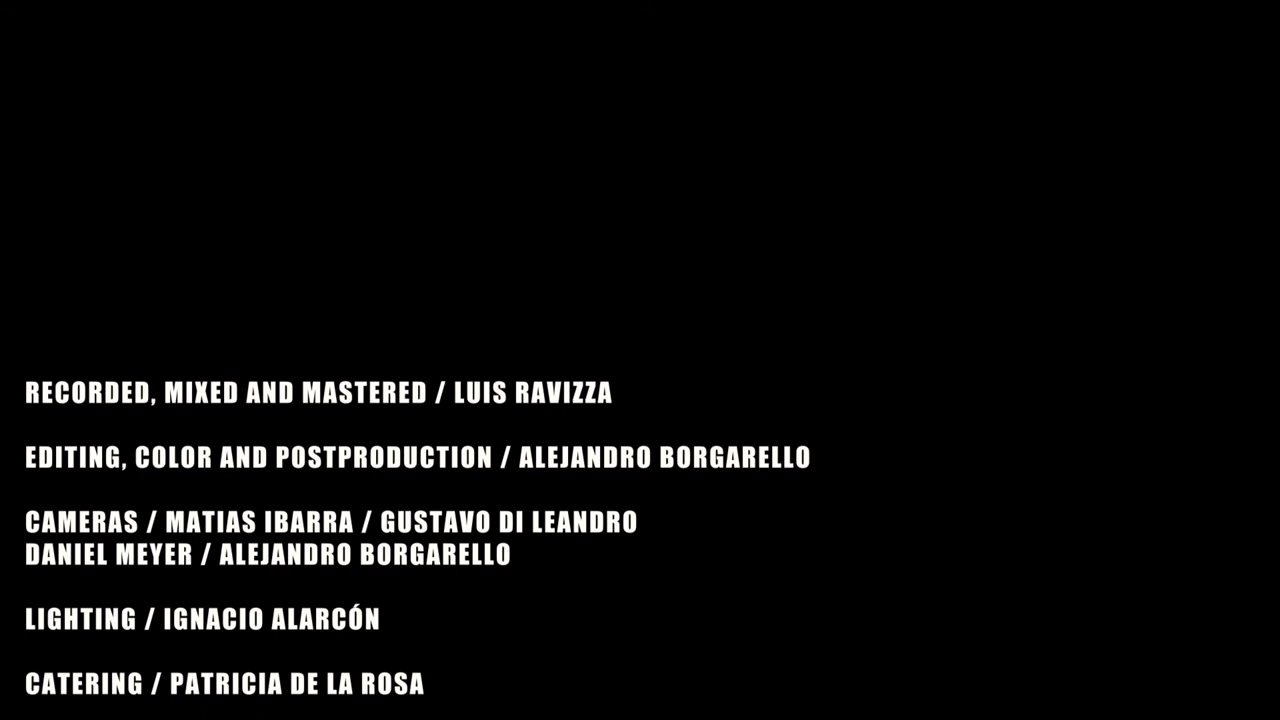 RECORDED, MIXED AND MASTERED / LUIS RAVIZZA
EDITING, COLOR AND POSTPRODUCTION / ALEJANDRO BORGARELLO
CAMERAS / MATIAS IBARRA / GUSTAVO DI LEANDRO
DANIEL MEYER / ALEJANDRO BORGARELLO
LIGHTING / IGNACIO ALARCÓN
CATERING / PATRICIA DE LA ROSA